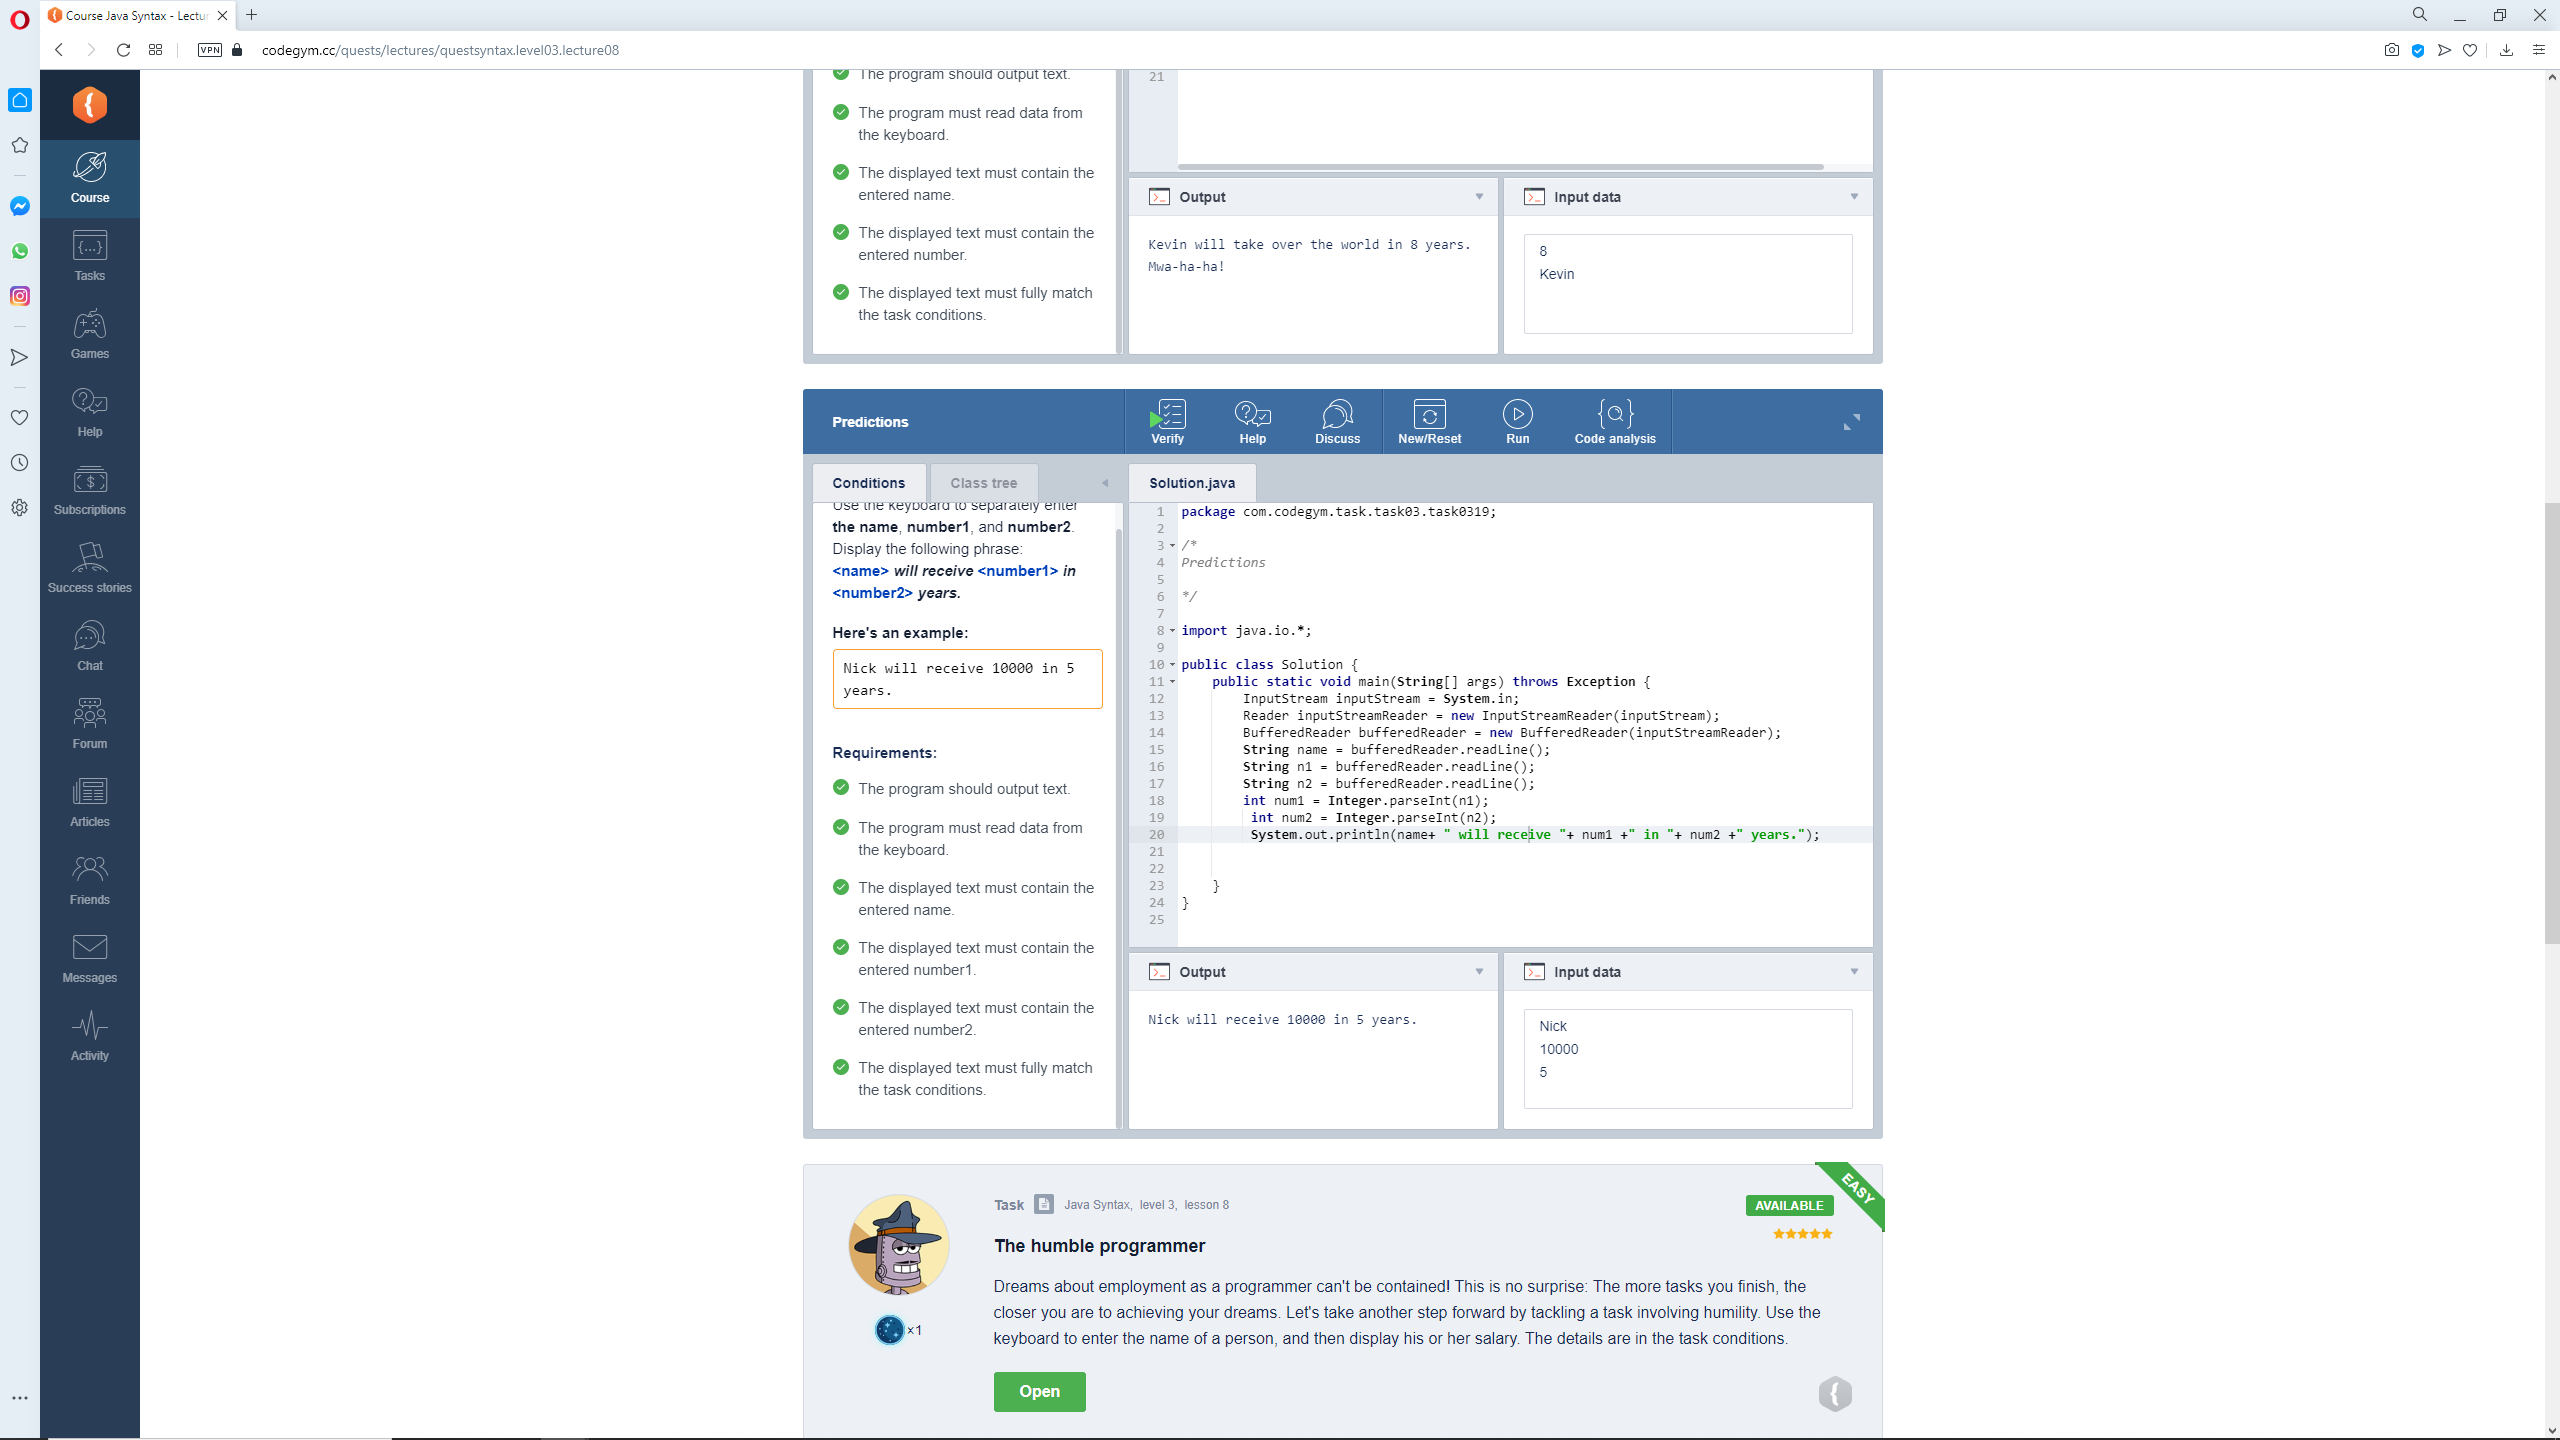 Course Java Syntax - Lectu
VPN
codegym.cc/quests/lectures/questsyntax.level03.lecture08
Course
Tasks
Games
Help
Subscriptions
Success stories
Chat
Forum
Articles
Friends
Messages
Activity
The program should output text.
The program must read data from
the keyboard.
The displayed text must contain the
entered name.
The displayed text must contain the
entered number.
The displayed text must fully match
the task conditions.
21
Output
Kevin will take over the world in 8 years.
Mwa-ha-ha!
Input data
8
Kevin
Predictions
Verify
Help
Discuss
New/Reset
Run
Code analysis
Conditions
Class tree
Solution.java
Use the keyboard to separately enter
the name, number1, and number2.
Display the following phrase:
<name> will receive <number1> in
<number2> years.
Here's an example:
Nick will receive 10000 in 5
years.
Requirements:
The program should output text.
The program must read data from
the keyboard.
The displayed text must contain the
entered name.
The displayed text must contain the
entered number1.
The displayed text must contain the
entered number2.
The displayed text must fully match
the task conditions.
1 package com.codegym.task.task03.task0319;
2
3 /*
4 Predictions
5
6 */
7
8 import java.io.*;
9
10 public class Solution {
11 public static void main(String[] args) throws Exception {
12 InputStream inputStream = System.in;
13 Reader inputStreamReader = new InputStreamReader(inputStream);
14 BufferedReader bufferedReader = new BufferedReader(inputStreamReader);
15 String name = bufferedReader.readLine();
16 String n1 = bufferedReader.readLine();
17 String n2 = bufferedReader.readLine();
18 int num1 = Integer.parseInt(n1);
19 int num2 = Integer.parseInt(n2);
20 System.out.println(name+ " will receive "+ num1 +" in "+ num2 +" years.");
21
22
23 }
24 }
25
Output
Nick will receive 10000 in 5 years.
Input data
Nick
10000
5
Task Java Syntax, level 3, lesson 8
AVAILABLE
EASY
The humble programmer
Dreams about employment as a programmer can't be contained! This is no surprise: The more tasks you finish, the
closer you are to achieving your dreams. Let's take another step forward by tackling a task involving humility. Use the
keyboard to enter the name of a person, and then display his or her salary. The details are in the task conditions.
×1
Open